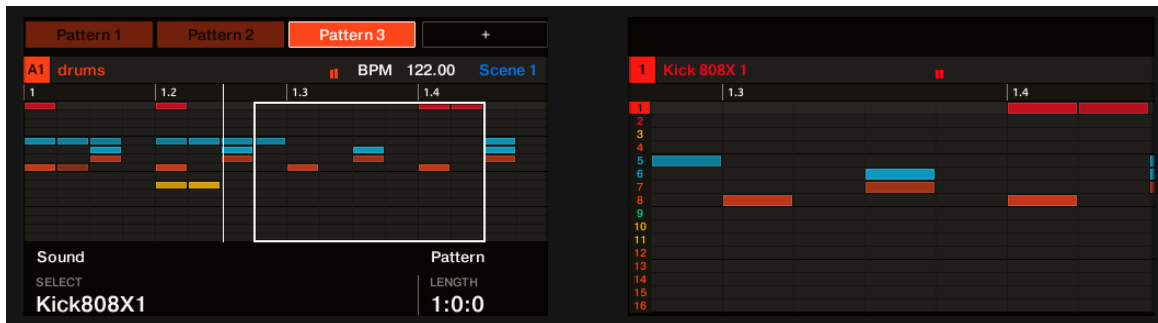 Pattern 1 Pattern 2 Pattern 3 +
A1 drums BPM 122.00 Scene 1
1 1.2 1.3 1.4
Sound Pattern
SELECT LENGTH
Kick808X1 1:0:0
1 Kick 808X 1
1.3 1.4
1
2
3
4
5
6
7
8
9
10
11
12
13
14
15
16